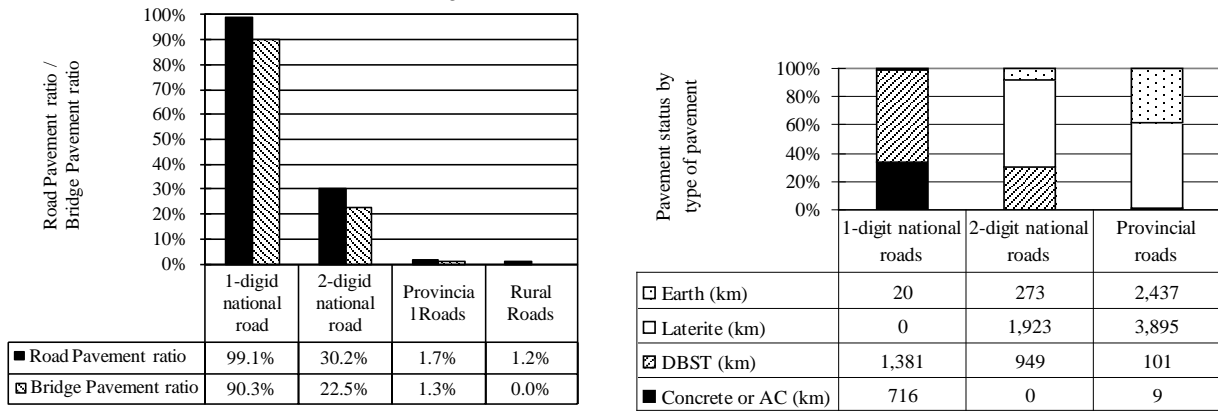 Road Pavement ratio /
Bridge Pavement ratio
100%
90%
80%
70%
60%
50%
40%
30%
20%
10%
0%
1-digid national road 2-digid national road Provincia lRoads Rural Roads
Road Pavement ratio 99.1% 30.2% 1.7% 1.2%
Bridge Pavement ratio 90.3% 22.5% 1.3% 0.0%
Pavement status by
type of pavement
100%
80%
60%
40%
20%
0%
1-digit national roads 2-digit national roads Provincial roads
Earth (km) 20 273 2,437
Laterite (km) 0 1,923 3,895
DBST (km) 1,381 949 101
Concrete or AC (km) 716 0 9